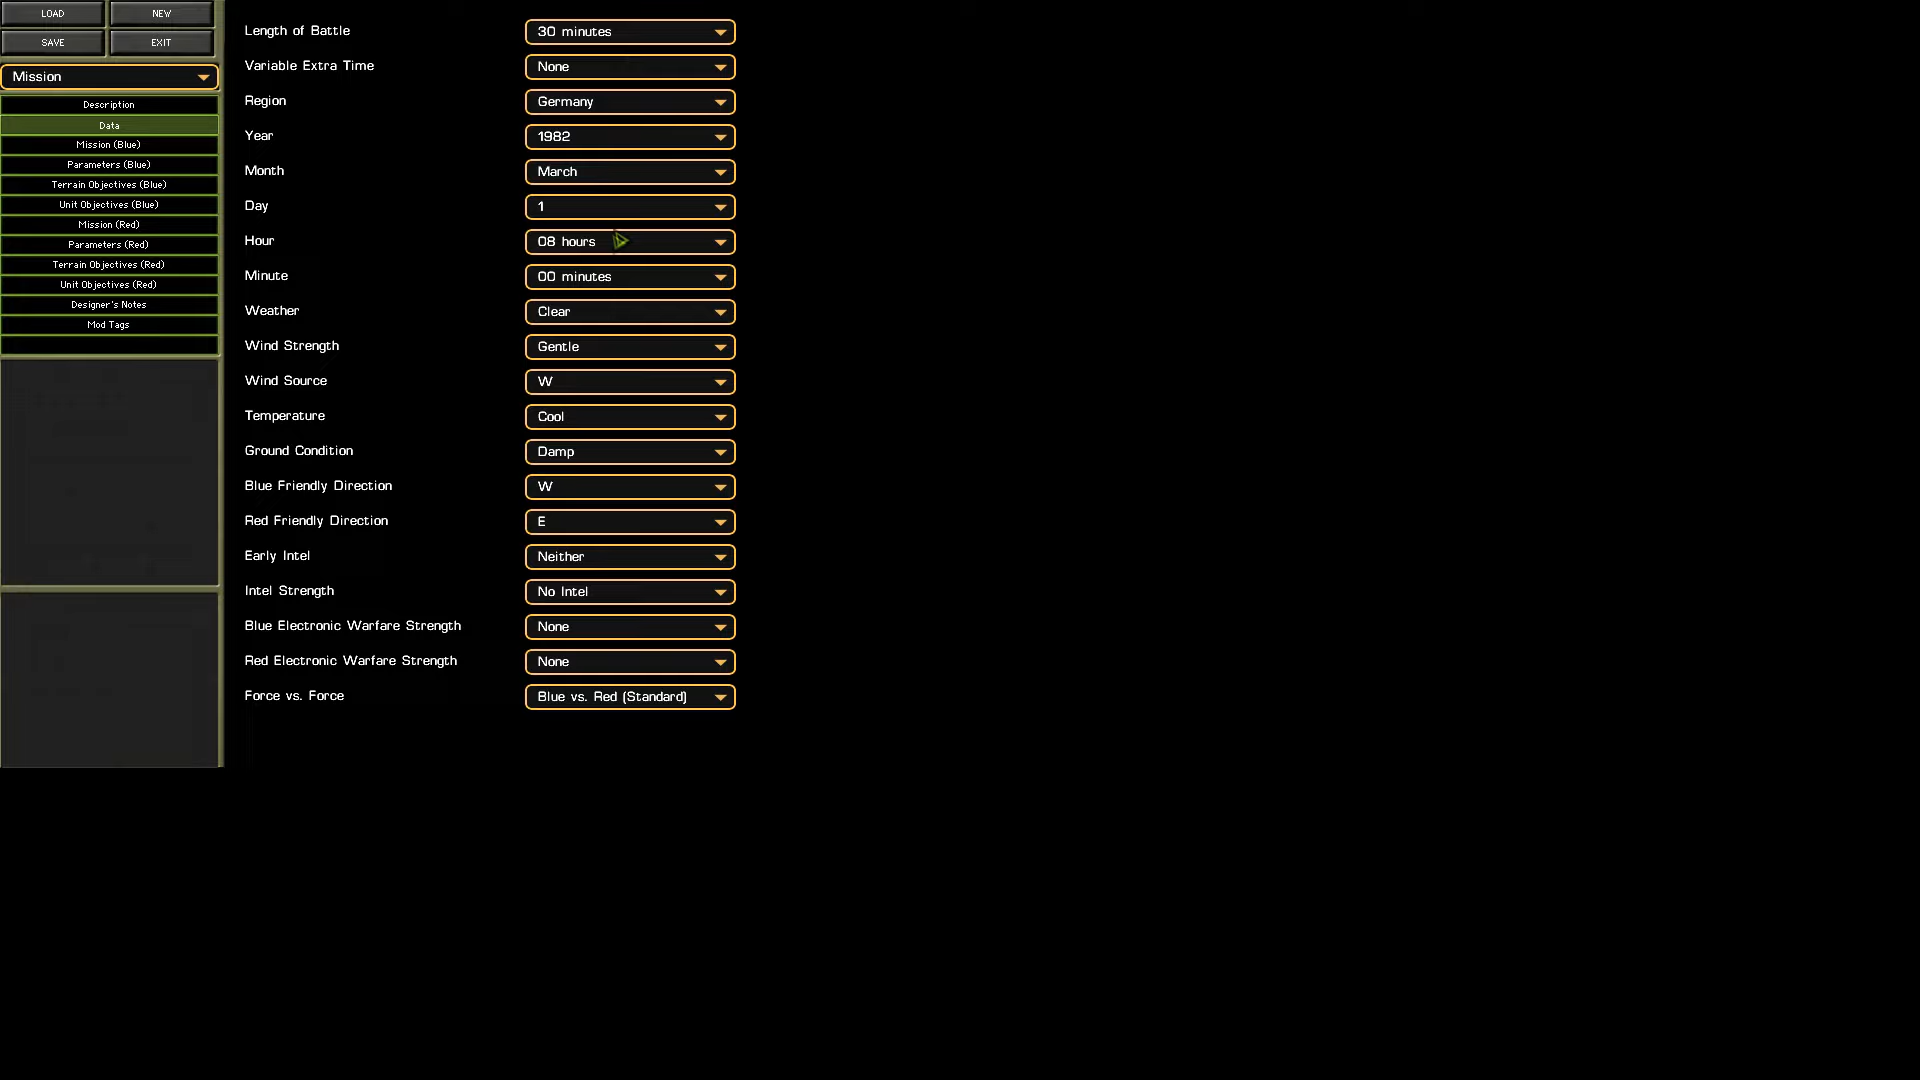 LOAD NEW
SAVE EXIT
Mission
Description
Data
Mission (Blue)
Parameters (Blue)
Terrain Objectives (Blue)
Unit Objectives (Blue)
Mission (Red)
Parameters (Red)
Terrain Objectives (Red)
Unit Objectives (Red)
Designer's Notes
Mod Tags
Length of Battle 30 minutes
Variable Extra Time None
Region Germany
Year 1982
Month March
Day 1
Hour 08 hours
Minute 00 minutes
Weather Clear
Wind Strength Gentle
Wind Source W
Temperature Cool
Ground Condition Damp
Blue Friendly Direction W
Red Friendly Direction E
Early Intel Neither
Intel Strength No Intel
Blue Electronic Warfare Strength None
Red Electronic Warfare Strength None
Force vs. Force Blue vs. Red (Standard)